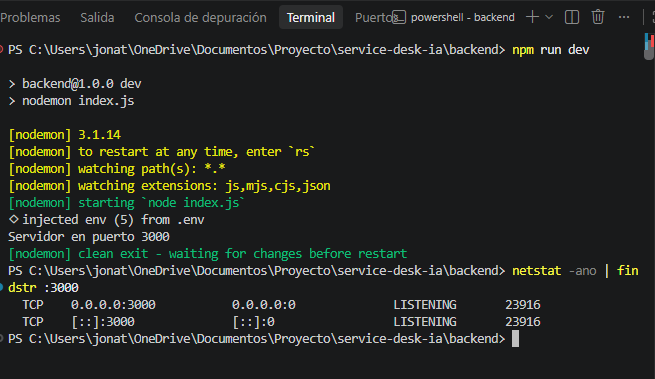 Problemas Salida Consola de depuración Terminal Puertos powershell - backend
PS C:\Users\jonat\OneDrive\Documentos\Proyecto\service-desk-ia\backend> npm run dev
> backend@1.0.0 dev
> nodemon index.js
[nodemon] 3.1.14
[nodemon] to restart at any time, enter `rs`
[nodemon] watching path(s): *.*
[nodemon] watching extensions: js,mjs,cjs,json
[nodemon] starting `node index.js`
◇ injected env (5) from .env
Servidor en puerto 3000
[nodemon] clean exit - waiting for changes before restart
PS C:\Users\jonat\OneDrive\Documentos\Proyecto\service-desk-ia\backend> netstat -ano | fin
dstr :3000
TCP 0.0.0.0:3000 0.0.0.0:0 LISTENING 23916
TCP [::]:3000 [::]:0 LISTENING 23916
PS C:\Users\jonat\OneDrive\Documentos\Proyecto\service-desk-ia\backend>